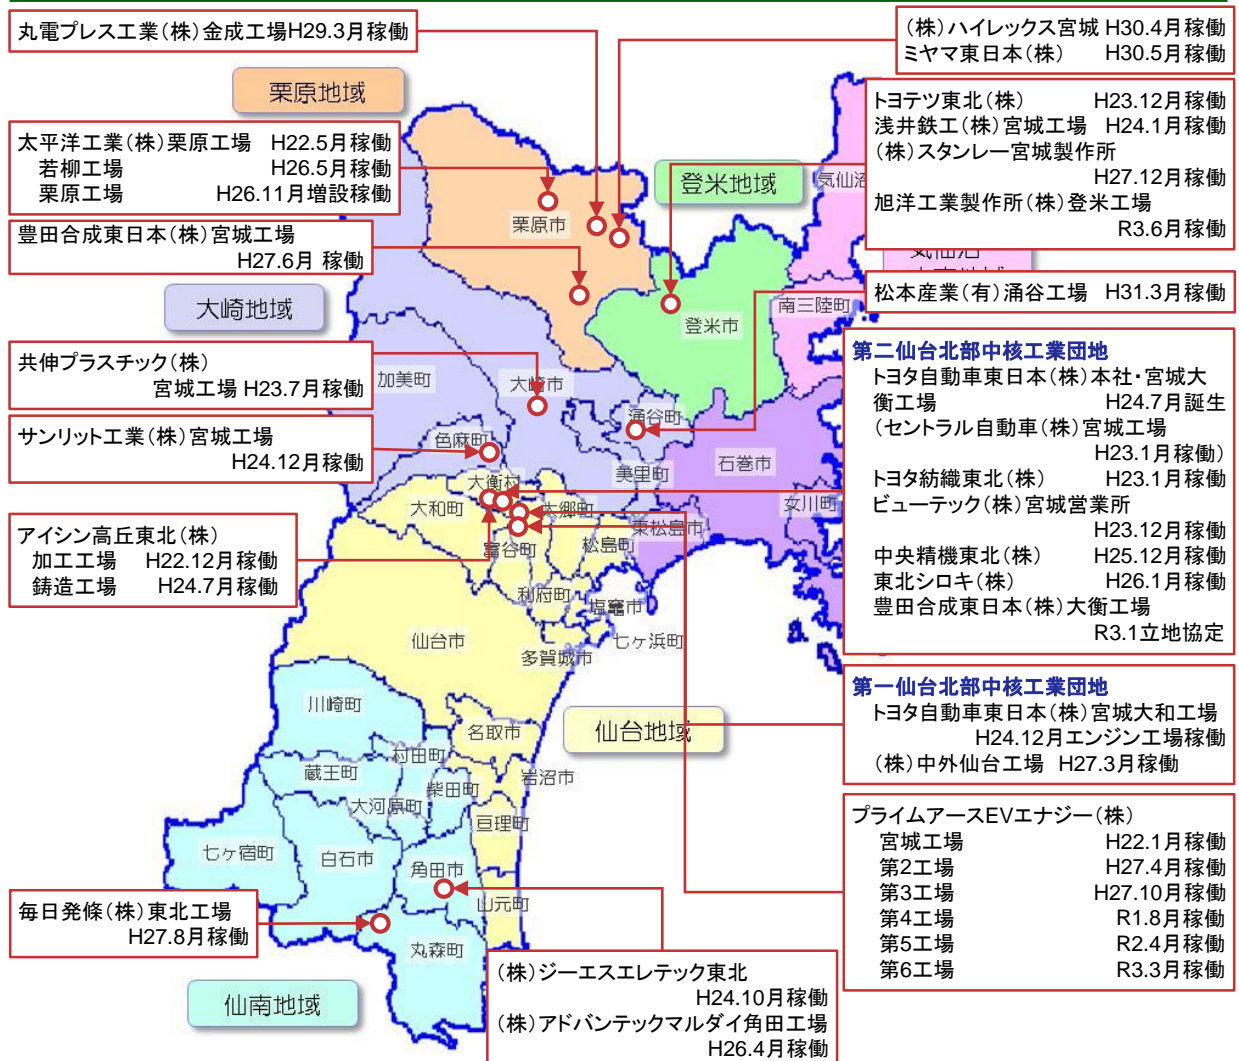 丸電プレス工業(株)金成工場H29.3月稼働
(株)ハイレックス宮城 H30.4月稼働
ミヤマ東日本(株) H30.5月稼働
栗原地域
太平洋工業(株)栗原工場 H22.5月稼働
若柳工場 H26.5月稼働
栗原工場 H26.11月増設稼働
豊田合成東日本(株)宮城工場
H27.6月 稼働
大崎地域
共伸プラスチック(株)
宮城工場 H23.7月稼働
サンリット工業(株)宮城工場
H24.12月稼働
アイシン高丘東北(株)
加工工場 H22.12月稼働
鋳造工場 H24.7月稼働
毎日発條(株)東北工場
H27.8月稼働
仙南地域
登米地域
気仙沼
トヨテツ東北(株) H23.12月稼働
浅井鉄工(株)宮城工場 H24.1月稼働
(株)スタンレー宮城製作所
H27.12月稼働
旭洋工業製作所(株)登米工場
R3.6月稼働
松本産業(有)涌谷工場 H31.3月稼働
第二仙台北部中核工業団地
トヨタ自動車東日本(株)本社・宮城大
衡工場 H24.7月誕生
(セントラル自動車(株)宮城工場
H23.1月稼働)
トヨタ紡織東北(株) H23.1月稼働
ビューテック(株)宮城営業所
H23.12月稼働
中央精機東北(株) H25.12月稼働
東北シロキ(株) H26.1月稼働
豊田合成東日本(株)大衡工場
R3.1立地協定
第一仙台北部中核工業団地
トヨタ自動車東日本(株)宮城大和工場
H24.12月エンジン工場稼働
(株)中外仙台工場 H27.3月稼働
プライムアースEVエナジー(株)
宮城工場 H22.1月稼働
第2工場 H27.4月稼働
第3工場 H27.10月稼働
第4工場 R1.8月稼働
第5工場 R2.4月稼働
第6工場 R3.3月稼働
(株)ジーエスエレテック東北
H24.10月稼働
(株)アドバンテックマルダイ角田工場
H26.4月稼働
仙台地域
栗原市
登米市
南三陸町
加美町
大崎市
涌谷町
色麻町
美里町
石巻市
女川町
大衡村
大和町
大郷町
東松島市
富谷町
松島町
利府町
塩竈市
七ヶ浜町
多賀城市
仙台市
川崎町
名取市
村田町
岩沼市
蔵王町
柴田町
大河原町
亘理町
七ヶ宿町
白石市
角田市
山元町
丸森町